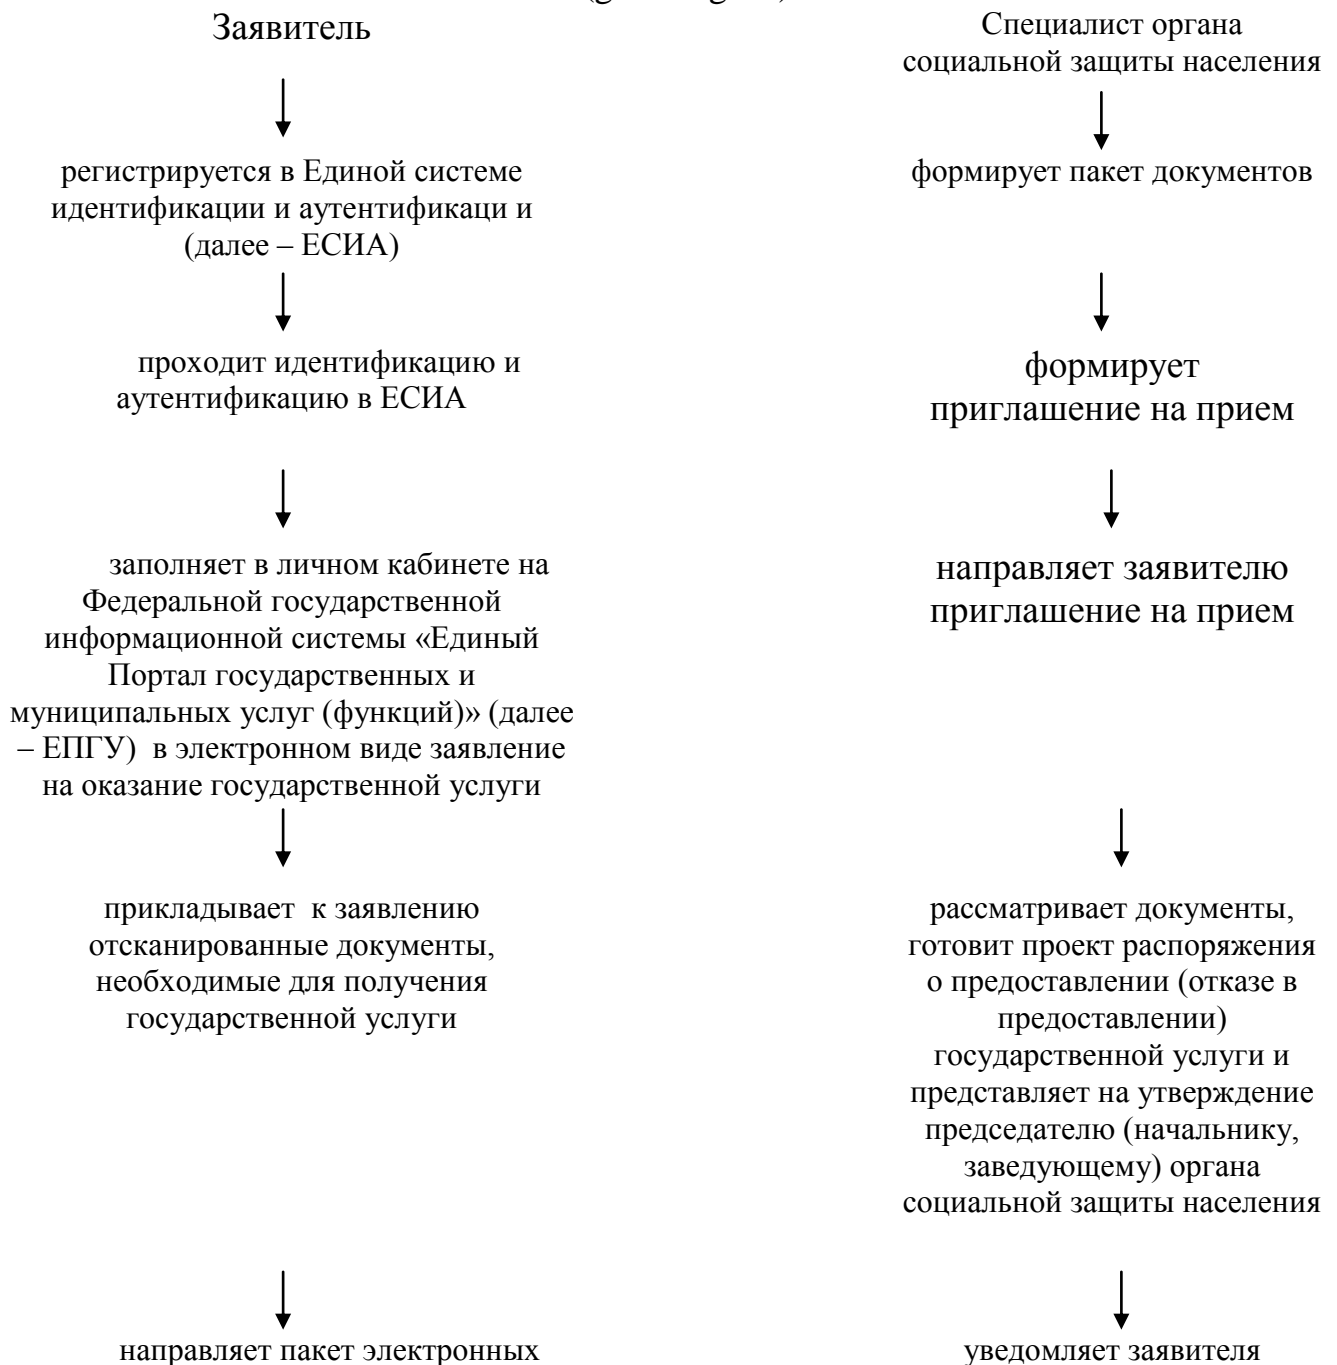 Заявитель
регистрируется в Единой системе
идентификации и аутентификаци и
(далее – ЕСИА)
проходит идентификацию и
аутентификацию в ЕСИА
заполняет в личном кабинете на
Федеральной государственной
информационной системы «Единый
Портал государственных и
муниципальных услуг (функций)» (далее
– ЕПГУ) в электронном виде заявление
на оказание государственной услуги
прикладывает к заявлению
отсканированные документы,
необходимые для получения
государственной услуги
направляет пакет электронных
Специалист органа
социальной защиты населения
формирует пакет документов
формирует
приглашение на прием
направляет заявителю
приглашение на прием
рассматривает документы,
готовит проект распоряжения
о предоставлении (отказе в
предоставлении)
государственной услуги и
представляет на утверждение
председателю (начальнику,
заведующему) органа
социальной защиты населения
уведомляет заявителя